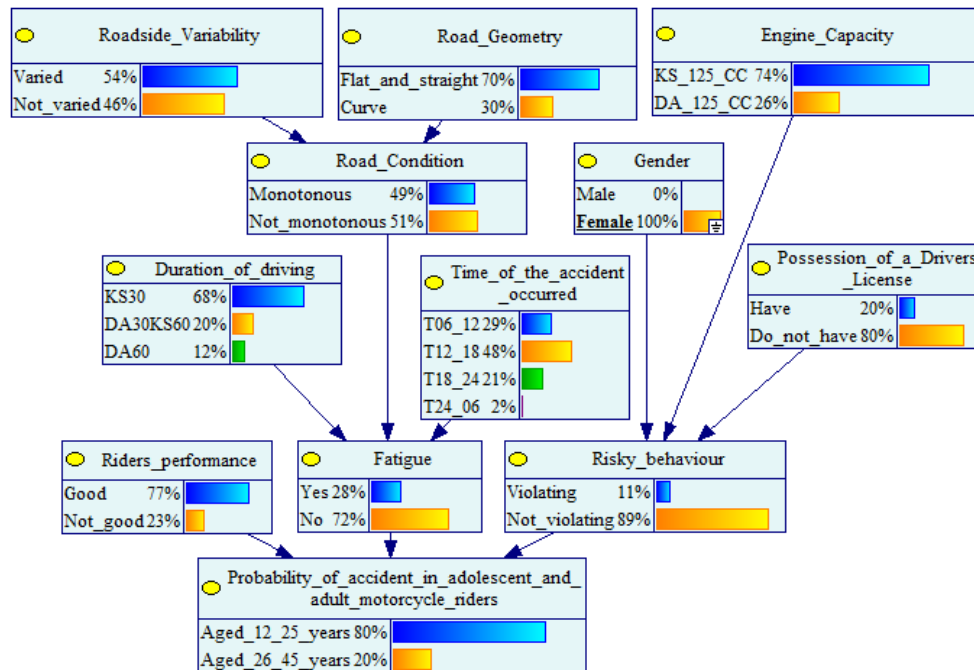 Roadside_Variability
Varied 54%
Not_varied 46%
Road_Geometry
Flat_and_straight 70%
Curve 30%
Engine_Capacity
KS_125_CC 74%
DA_125_CC 26%
Road_Condition
Monotonous 49%
Not_monotonous 51%
Gender
Male 0%
Female 100%
Duration_of_driving
KS30 68%
DA30KS60 20%
DA60 12%
Time_of_the_accident
_occurred
T06_12 29%
T12_18 48%
T18_24 21%
T24_06 2%
Possession_of_a_Drivers
_License
Have 20%
Do_not_have 80%
Riders_performance
Good 77%
Not_good 23%
Fatigue
Yes 28%
No 72%
Risky_behaviour
Violating 11%
Not_violating 89%
Probability_of_accident_in_adolescent_and_
adult_motorcycle_riders
Aged_12_25_years 80%
Aged_26_45_years 20%